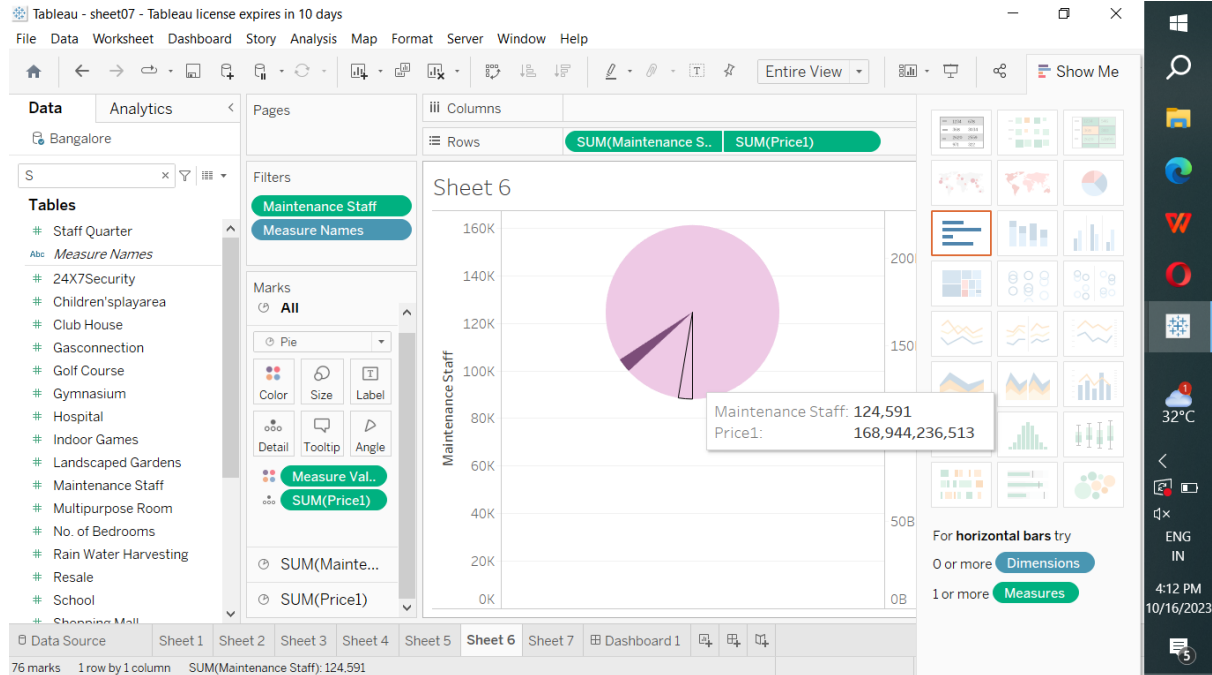 Tableau - sheet07 - Tableau license expires in 10 days
File Data Worksheet Dashboard Story Analysis Map Format Server Window Help
Entire View
Show Me
Data Analytics
Bangalore
S
Tables
Staff Quarter
Abc Measure Names
24X7Security
Children'splayarea
Club House
Gasconnection
Golf Course
Gymnasium
Hospital
Indoor Games
Landscaped Gardens
Maintenance Staff
Multipurpose Room
No. of Bedrooms
Rain Water Harvesting
Resale
School
Shopping Mall
Pages
Filters
Maintenance Staff
Measure Names
Marks
All
Pie
Color Size Label
Detail Tooltip Angle
Measure Val..
SUM(Price1)
SUM(Mainte...
SUM(Price1)
Columns
Rows SUM(Maintenance S.. SUM(Price1)
Sheet 6
160K
140K
120K
100K
80K
60K
40K
20K
0K
Maintenance Staff
200
150
50B
0B
Maintenance Staff: 124,591
Price1: 168,944,236,513
For horizontal bars try
0 or more Dimensions
1 or more Measures
Data Source Sheet 1 Sheet 2 Sheet 3 Sheet 4 Sheet 5 Sheet 6 Sheet 7 Dashboard 1
76 marks 1 row by 1 column SUM(Maintenance Staff): 124,591
1
32°C
ENG
IN
4:12 PM
10/16/2023
5